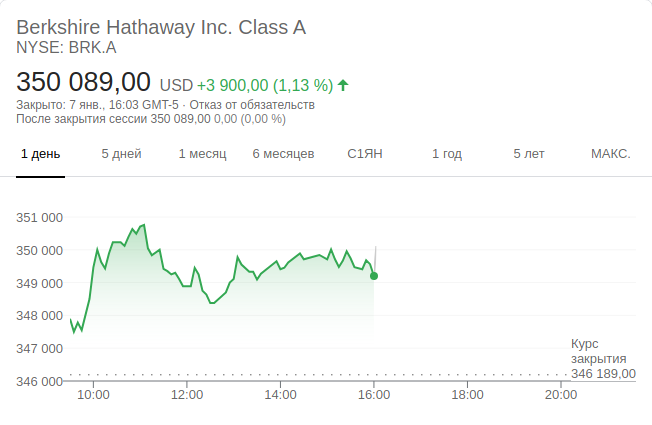 Berkshire Hathaway Inc. Class A
NYSE: BRK.A
350 089,00 USD +3 900,00 (1,13 %)
Закрыто: 7 янв., 16:03 GMT-5 · Отказ от обязательств
После закрытия сессии 350 089,00 0,00 (0,00 %)
1 день 5 дней 1 месяц 6 месяцев С1ЯН 1 год 5 лет МАКС.
351 000
350 000
349 000
348 000
347 000
346 000
Курс
закрытия
346 189,00
10:00 12:00 14:00 16:00 18:00 20:00